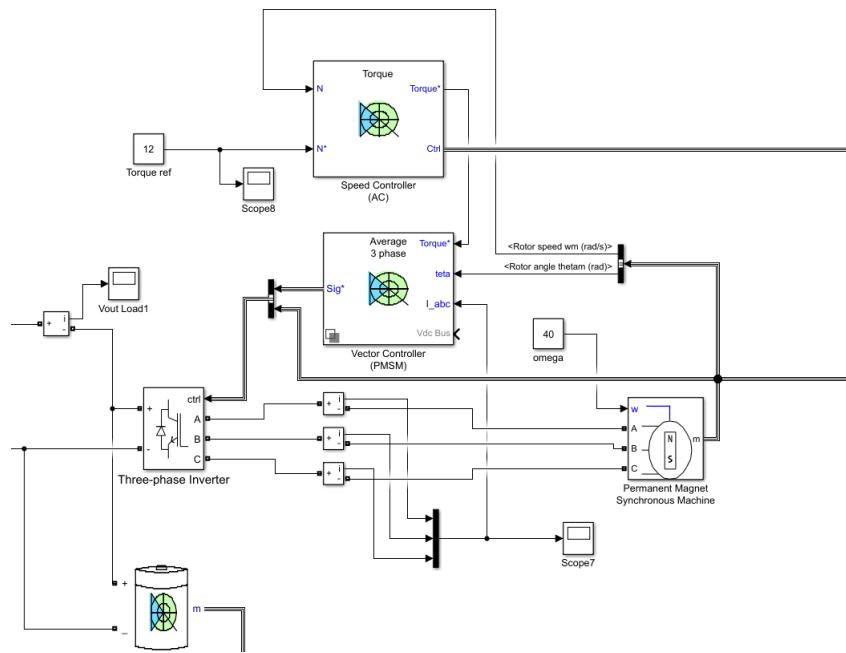 Torque
N
Torque*
12
N*
Ctrl
Torque ref
Scope8
Speed Controller
(AC)
Average
3 phase
Torque*
<Rotor speed wm (rad/s)>
<Rotor angle thetam (rad)>
teta
Sig*
I_abc
Vout Load1
Vdc Bus
Vector Controller
(PMSM)
40
omega
i
+
-
ctrl
+
A
B
-
C
Three-phase Inverter
i
+
-
i
+
-
i
+
-
w
A
B
C
N
S
m
Permanent Magnet
Synchronous Machine
Scope7
+
m
_